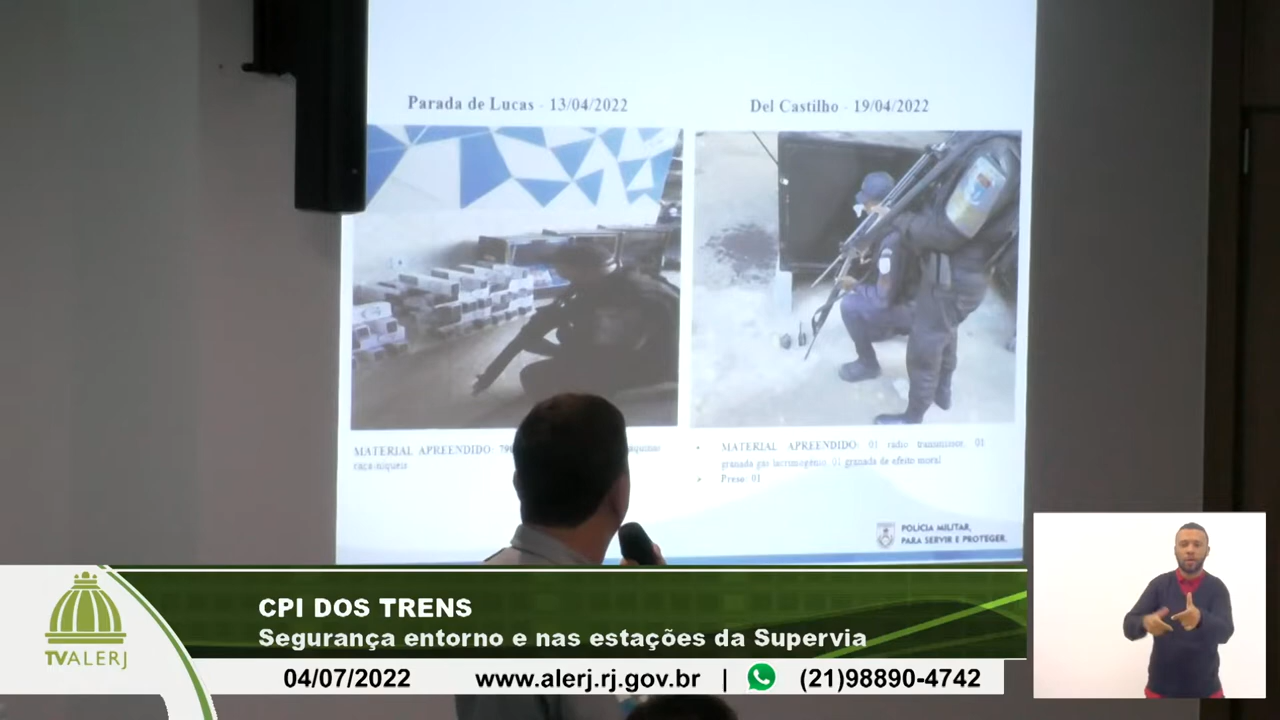 Parada de Lucas - 13/04/2022
Del Castilho - 19/04/2022
MATERIAL APREENDIDO
caça-níqueis
MATERIAL APREENDIDO- 01 radio transmissor, 01
granada gás lacrimogênio, 01 granada de efeito moral
Preso: 01
POLÍCIA MILITAR,
PARA SERVIR E PROTEGER.
CPI DOS TRENS
Segurança entorno e nas estações da Supervia
TVALERJ
04/07/2022 www.alerj.rj.gov.br | (21)98890-4742